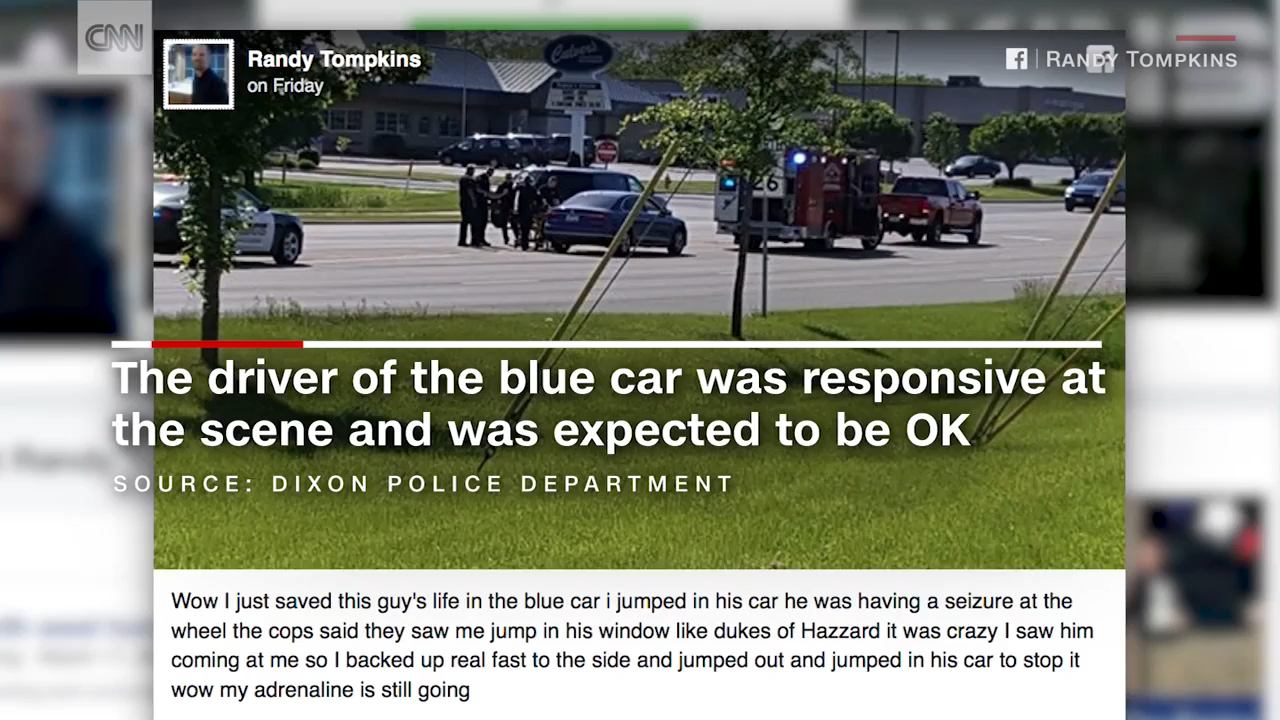 CNN
Randy Tompkins
on Friday
RANDY TOMPKINS
Culver's
26
The driver of the blue car was responsive at
the scene and was expected to be OK
SOURCE: DIXON POLICE DEPARTMENT
Wow I just saved this guy's life in the blue car i jumped in his car he was having a seizure at the
wheel the cops said they saw me jump in his window like dukes of Hazzard it was crazy I saw him
coming at me so I backed up real fast to the side and jumped out and jumped in his car to stop it
wow my adrenaline is still going